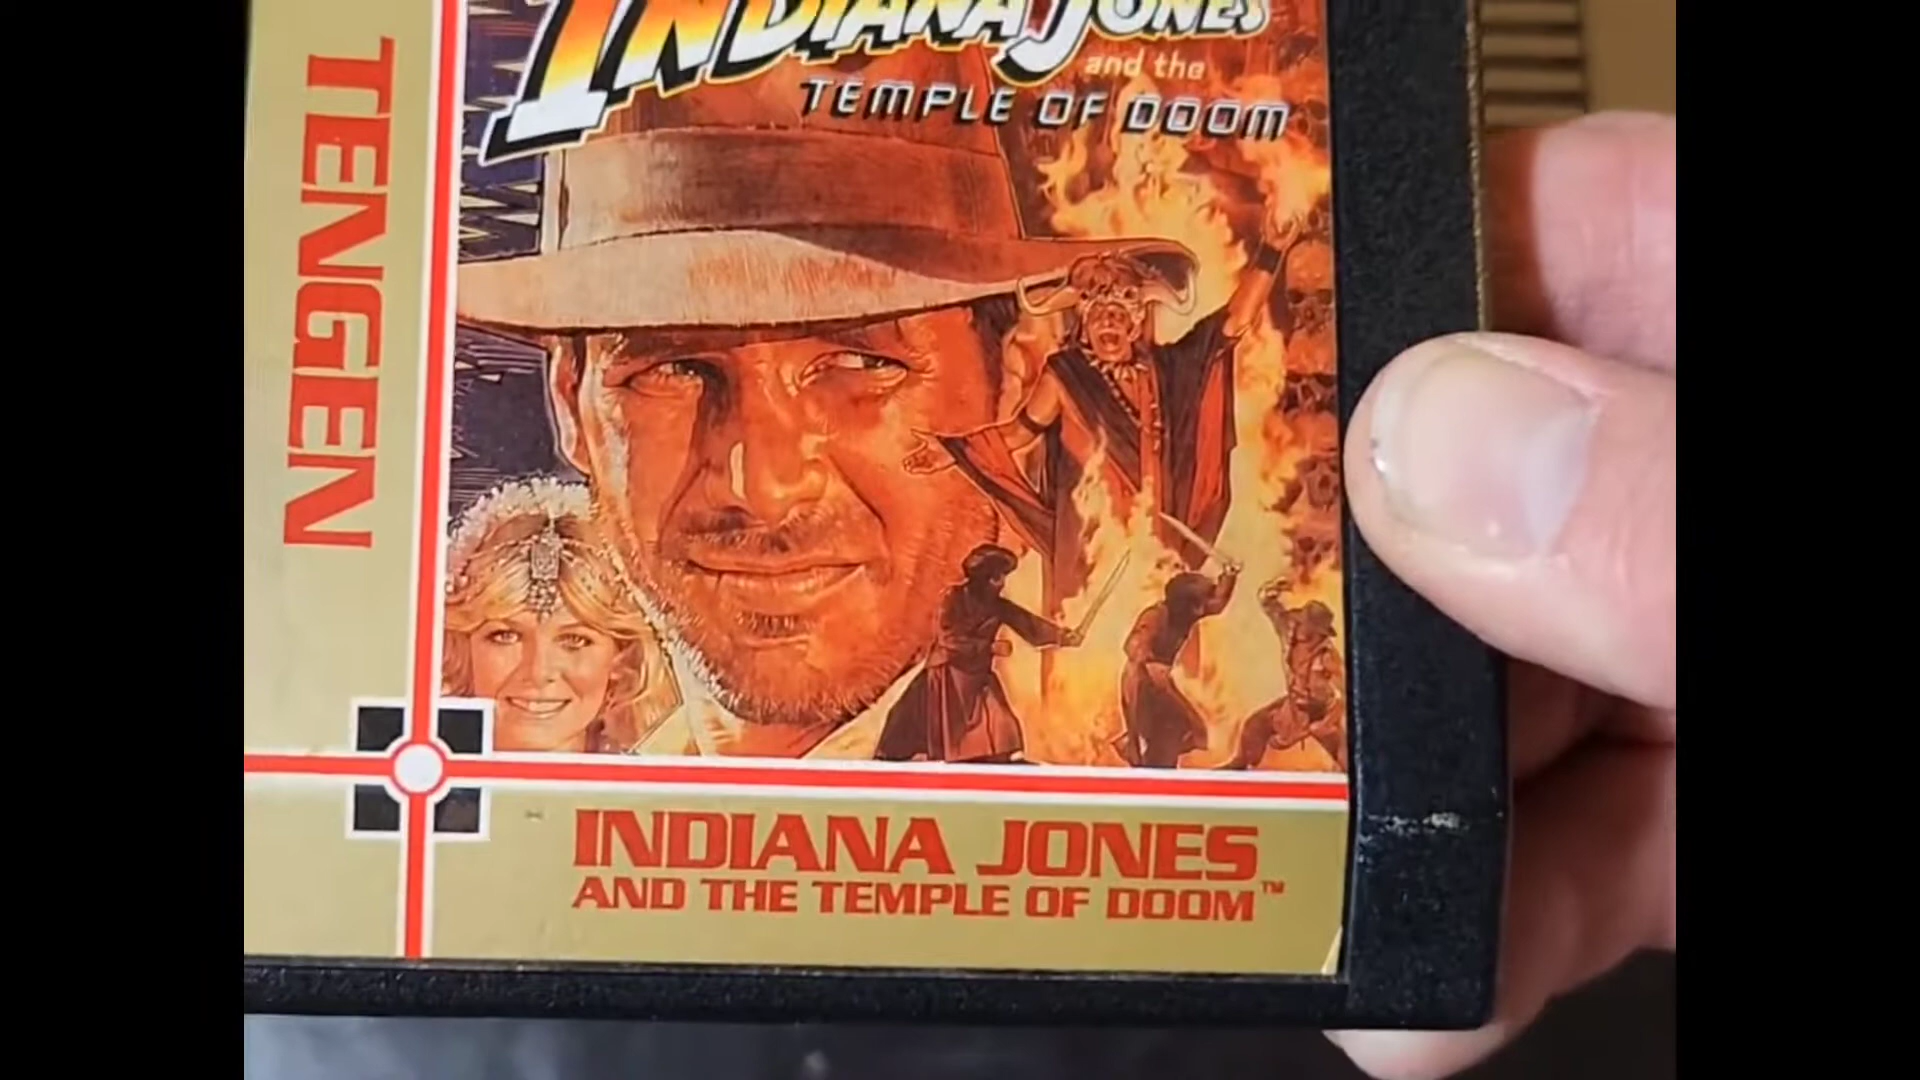 INDIANA JONES
and the
TEMPLE OF DOOM
TENGEN
INDIANA JONES
AND THE TEMPLE OF DOOM™